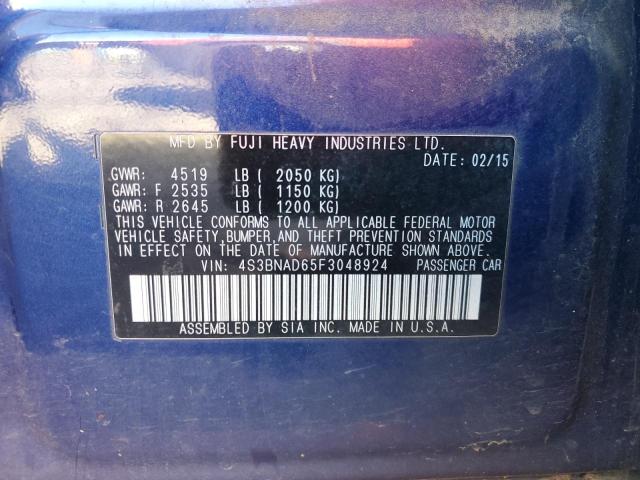 MFD BY FUJI HEAVY INDUSTRIES LTD.
DATE: 02/15
GVWR: 4519 LB ( 2050 KG)
GAWR: F 2535 LB ( 1150 KG)
GAWR: R 2645 LB ( 1200 KG)
THIS VEHICLE CONFORMS TO ALL APPLICABLE FEDERAL MOTOR
VEHICLE SAFETY,BUMPER,AND THEFT PREVENTION STANDARDS
IN EFFECT ON THE DATE OF MANUFACTURE SHOWN ABOVE.
VIN: 4S3BNAD65F3048924 PASSENGER CAR
ASSEMBLED BY SIA INC. MADE IN U.S.A.